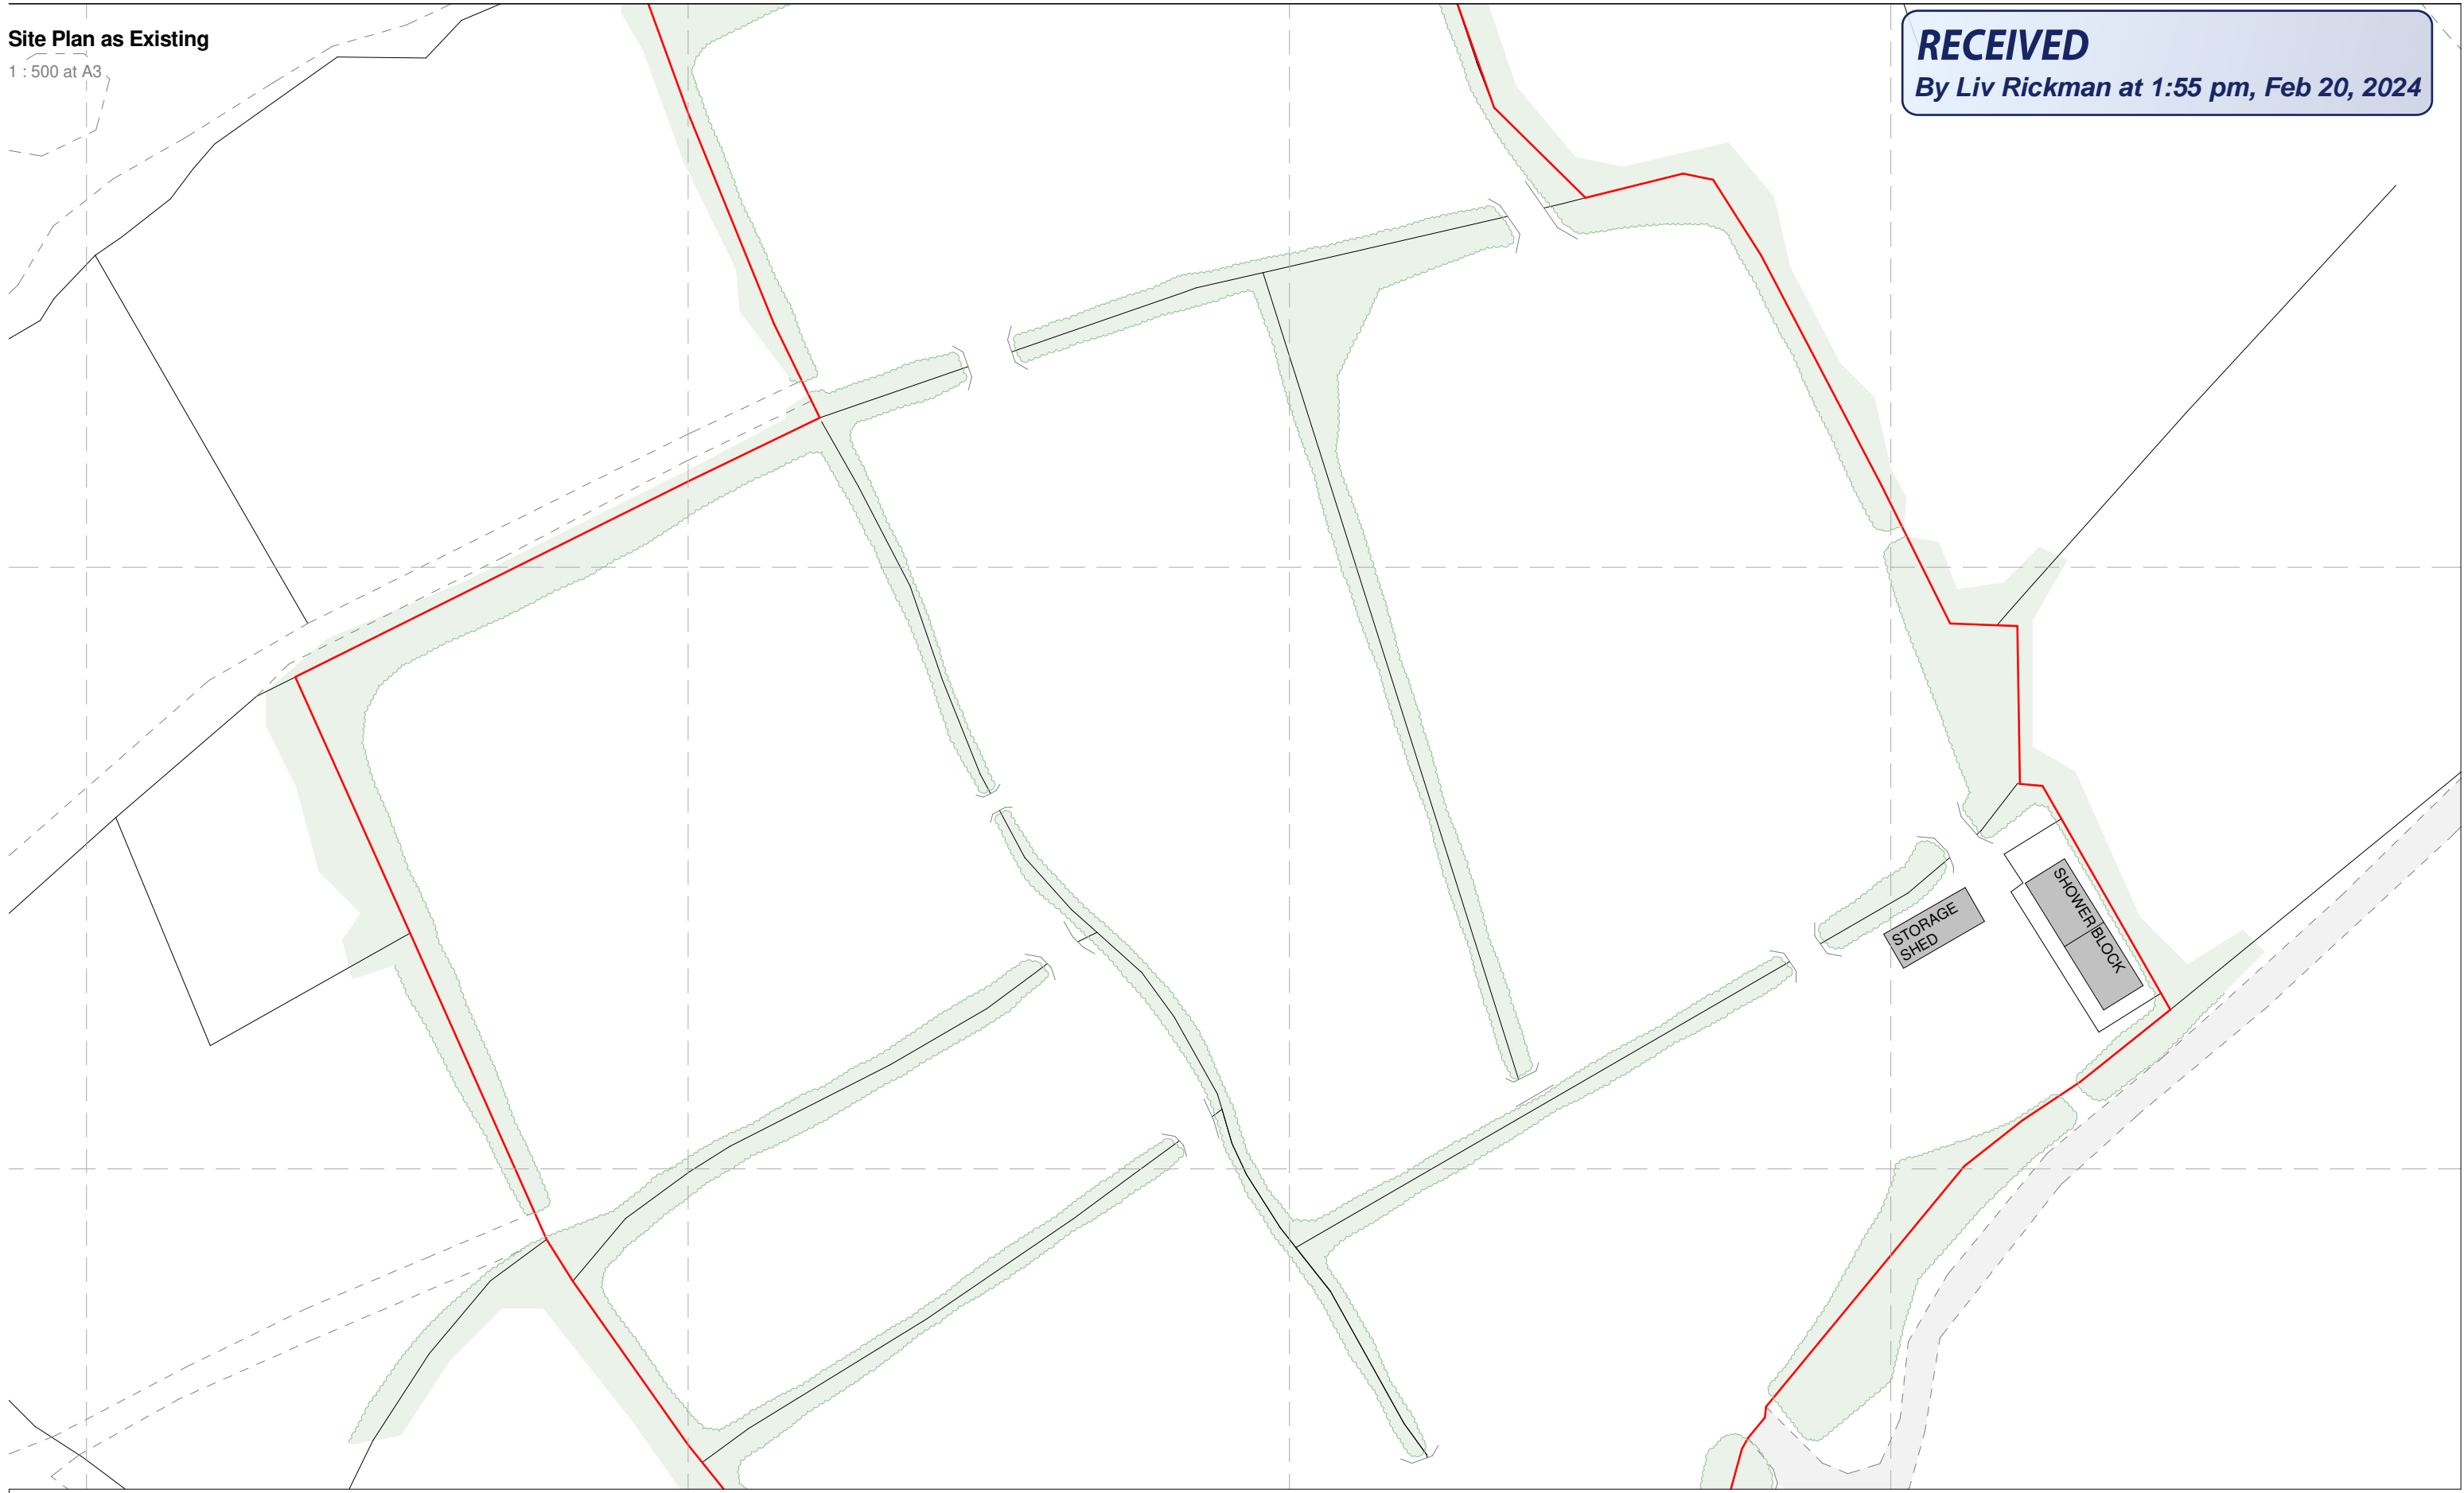 Site Plan as Existing
1 : 500 at A3
RECEIVED
By Liv Rickman at 1:55 pm, Feb 20, 2024
STORAGE
SHED
SHOWER BLOCK